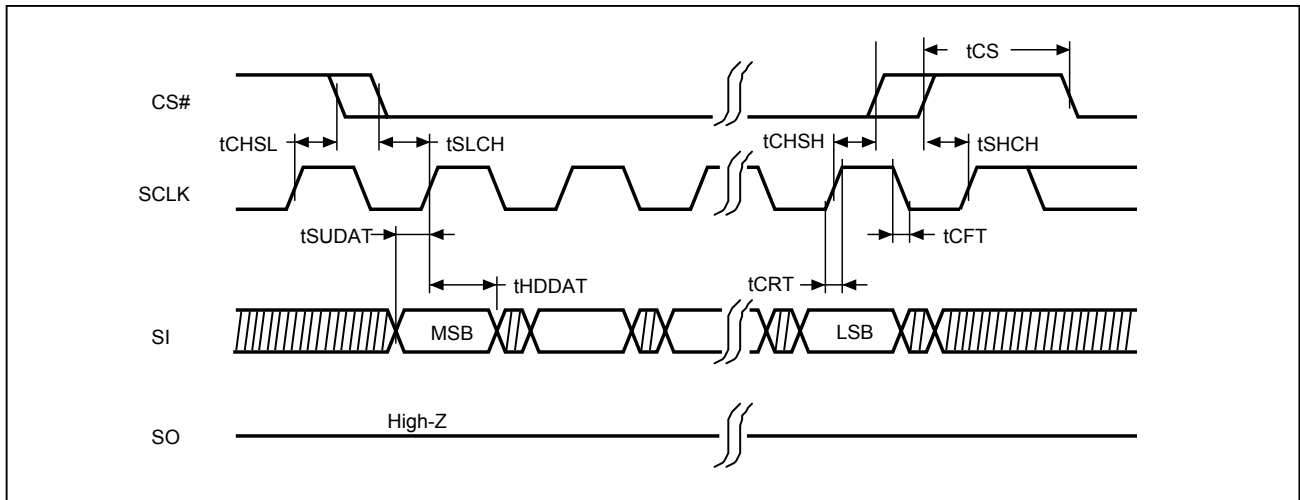 tCS
CS#
tCHSL
tSLCH
tCHSH
tSHCH
SCLK
tSUDAT
tCFT
tHDDAT
tCRT
SI
MSB
LSB
High-Z
SO